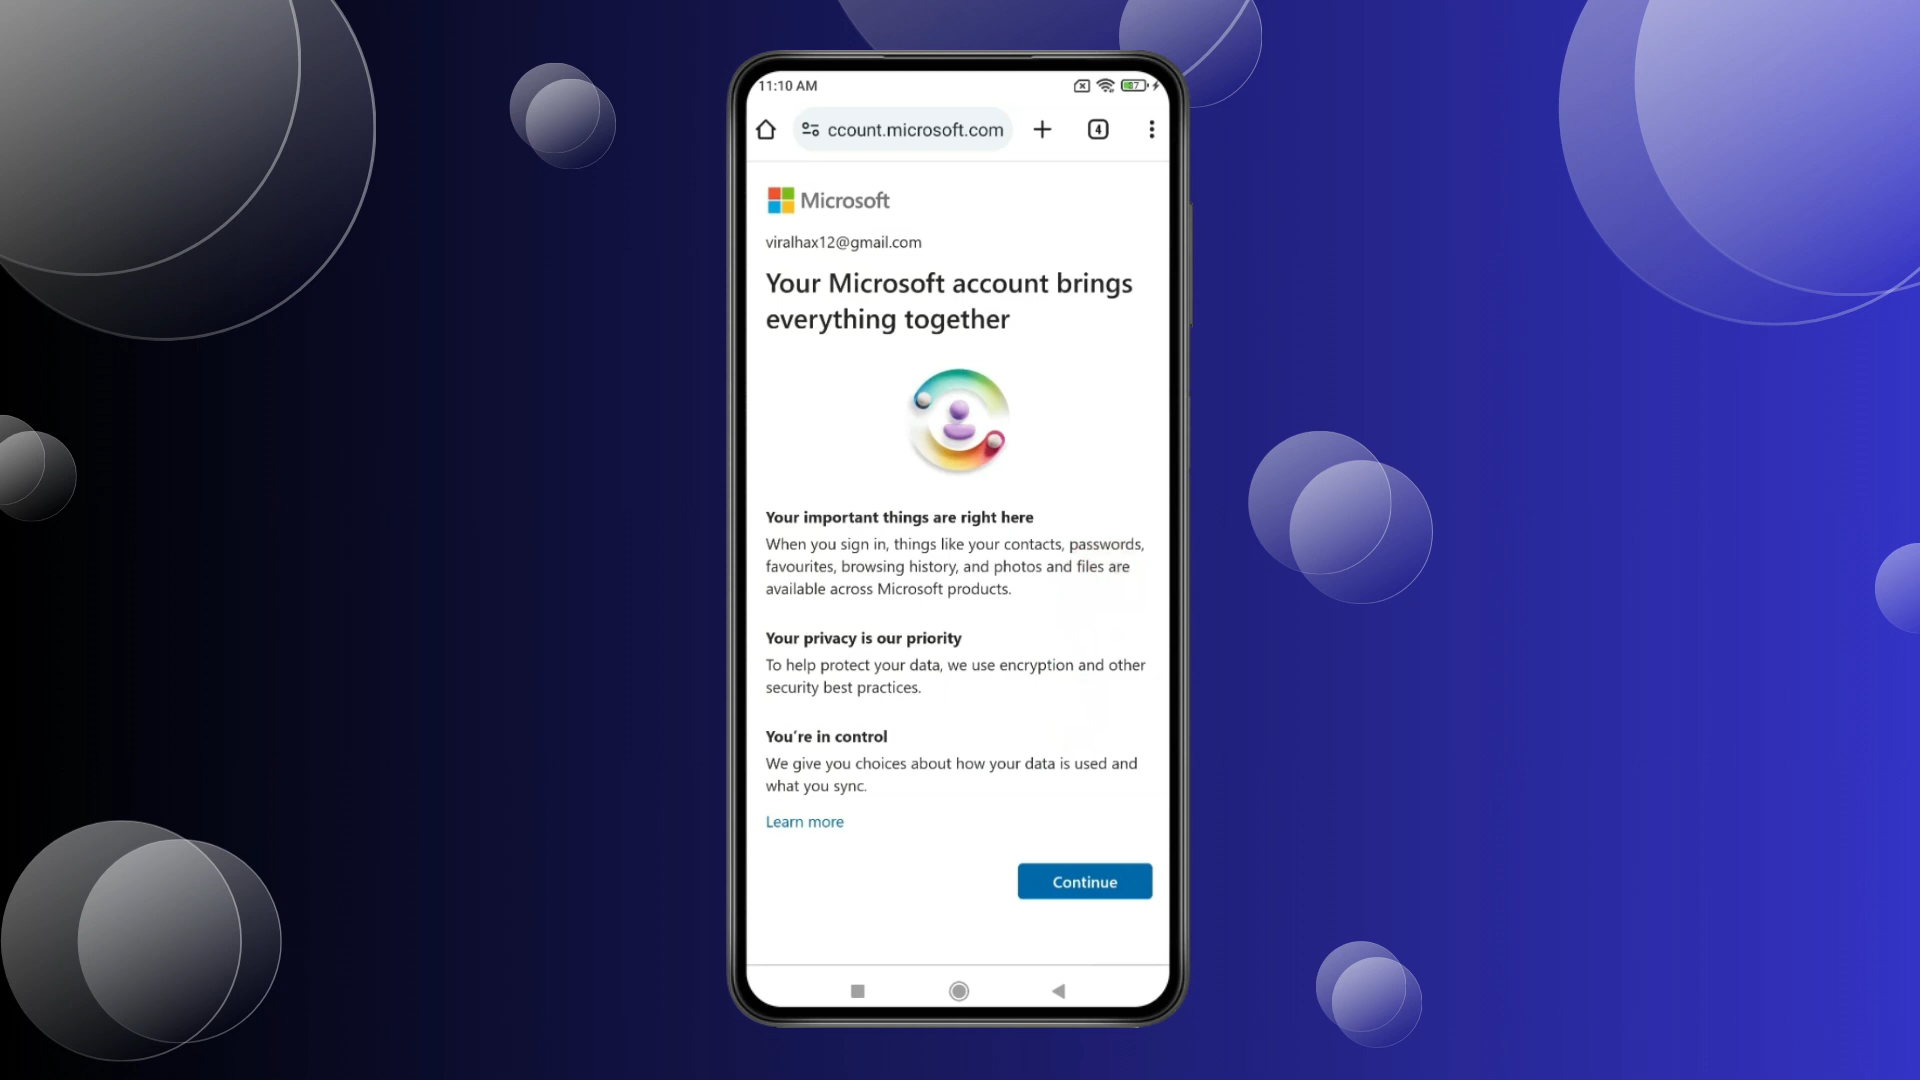 11:10 AM
ccount.microsoft.com
4
Microsoft
viralhax12@gmail.com
Your Microsoft account brings
everything together
Your important things are right here
When you sign in, things like your contacts, passwords,
favourites, browsing history, and photos and files are
available across Microsoft products.
Your privacy is our priority
To help protect your data, we use encryption and other
security best practices.
You're in control
We give you choices about how your data is used and
what you sync.
Learn more
Continue